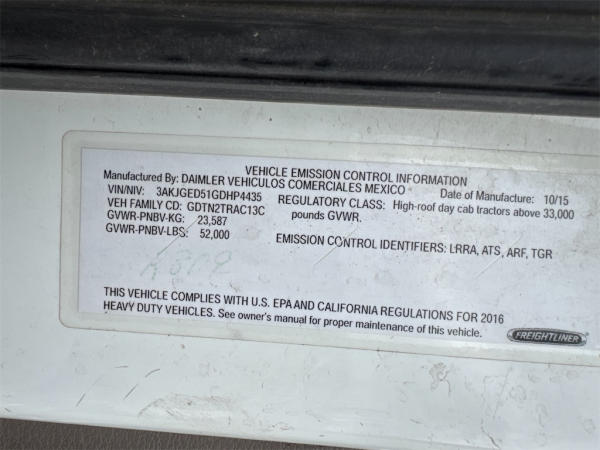 VEHICLE EMISSION CONTROL INFORMATION
Manufactured By: DAIMLER VEHICULOS COMERCIALES MEXICO Date of Manufacture: 10/15
VIN/NIV: 3AKJGED51GDHP4435 REGULATORY CLASS: High-roof day cab tractors above 33,000
VEH FAMILY CD: GDTN2TRAC13C pounds GVWR.
GVWR-PNBV-KG: 23,587
GVWR-PNBV-LBS: 52,000 EMISSION CONTROL IDENTIFIERS: LRRA, ATS, ARF, TGR
THIS VEHICLE COMPLIES WITH U.S. EPA AND CALIFORNIA REGULATIONS FOR 2016
HEAVY DUTY VEHICLES. See owner's manual for proper maintenance of this vehicle.
FREIGHTLINER